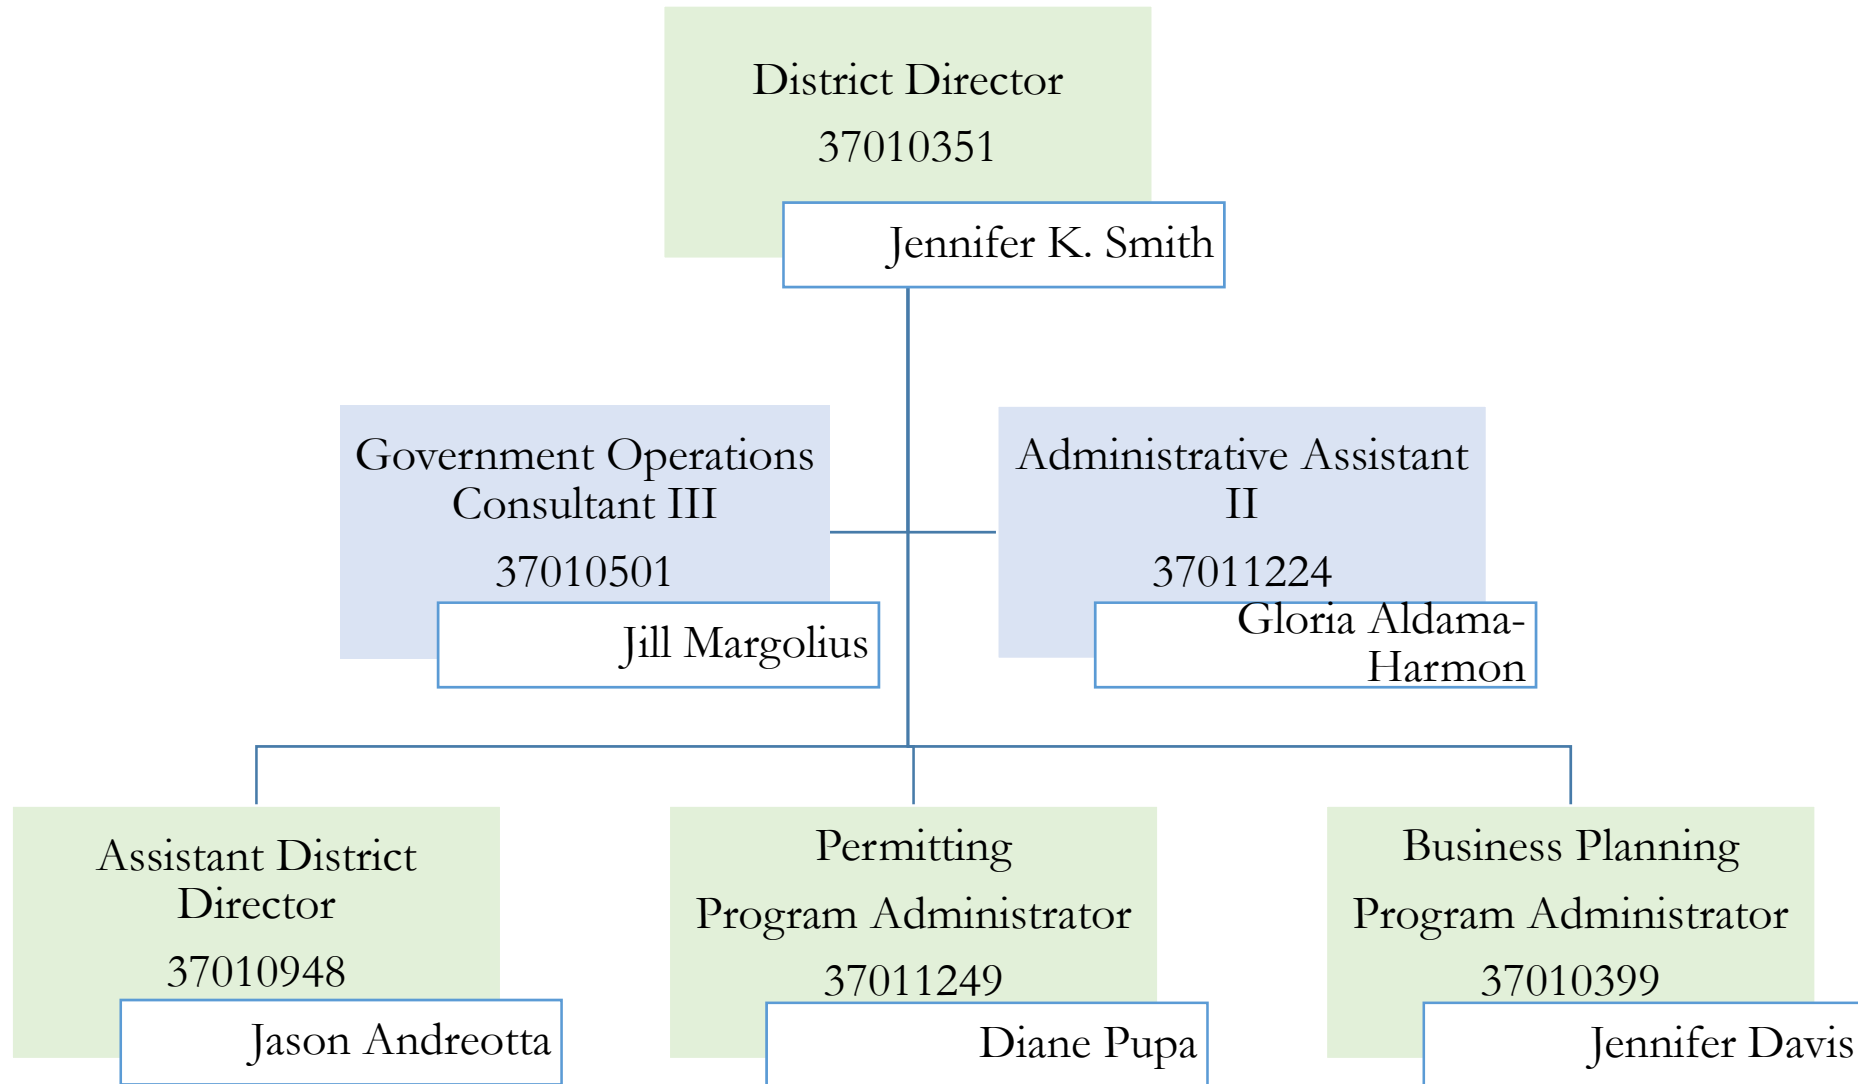 District Director
37010351
Jennifer K. Smith
Government Operations
Consultant III
37010501
Jill Margolius
Administrative Assistant
II
37011224
Gloria Aldama-
Harmon
Assistant District
Director
37010948
Jason Andreotta
Permitting
Program Administrator
37011249
Diane Pupa
Business Planning
Program Administrator
37010399
Jennifer Davis